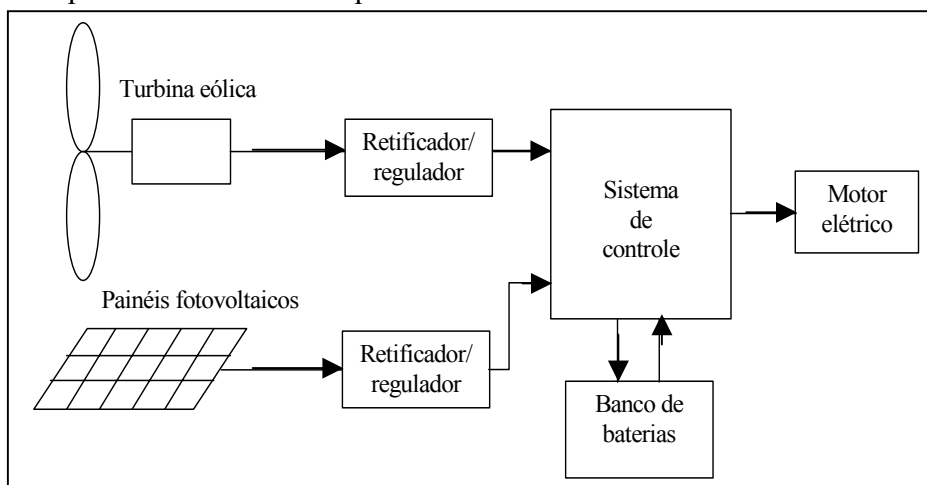 Turbina eólica
Retificador/
regulador
Sistema
de
controle
Motor
elétrico
Painéis fotovoltaicos
Retificador/
regulador
Banco de
baterias